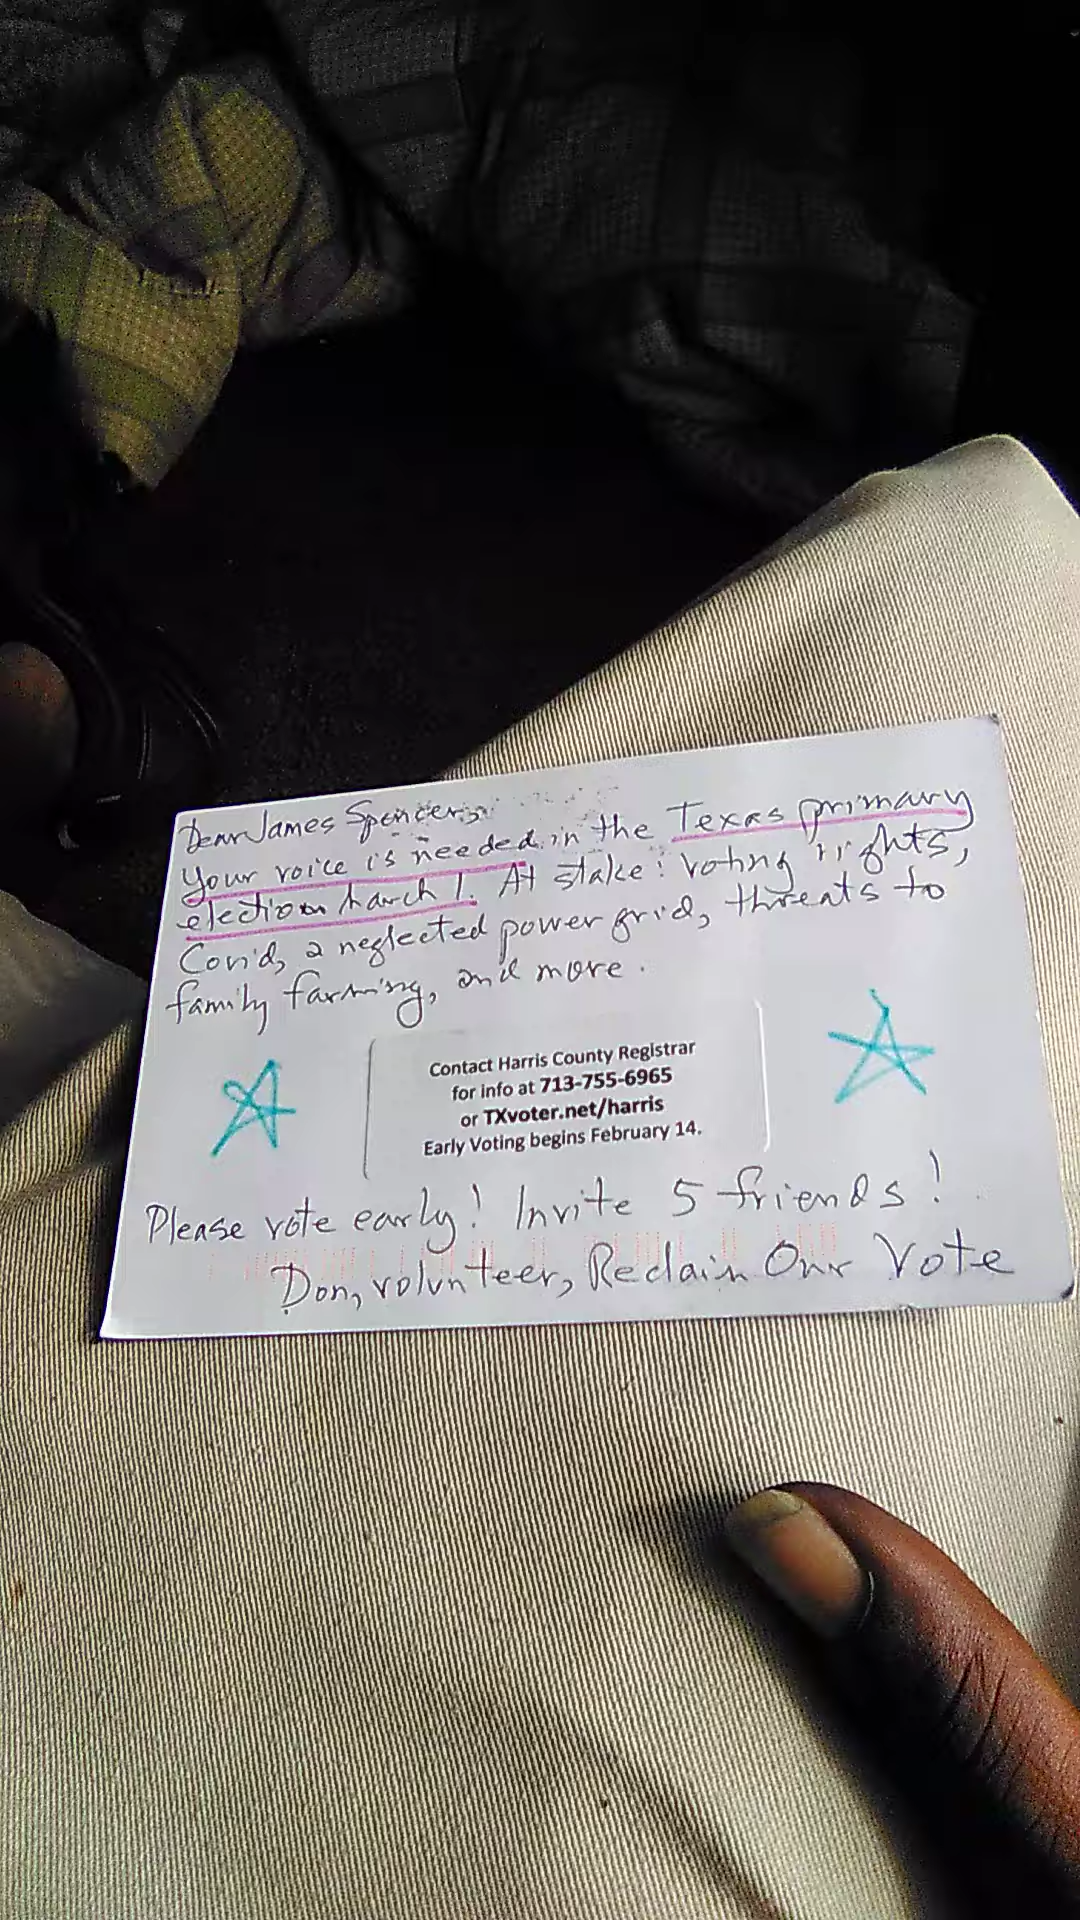 Dear James Spencer,
Your voice is needed in the Texas primary
election March 1. At stake: voting rights,
Covid, a neglected power grid, threats to
family farming, and more.
Contact Harris County Registrar
for info at 713-755-6965
or TXvoter.net/harris
Early Voting begins February 14.
Please vote early! Invite 5 friends!
Don, volunteer, Reclaim Our Vote